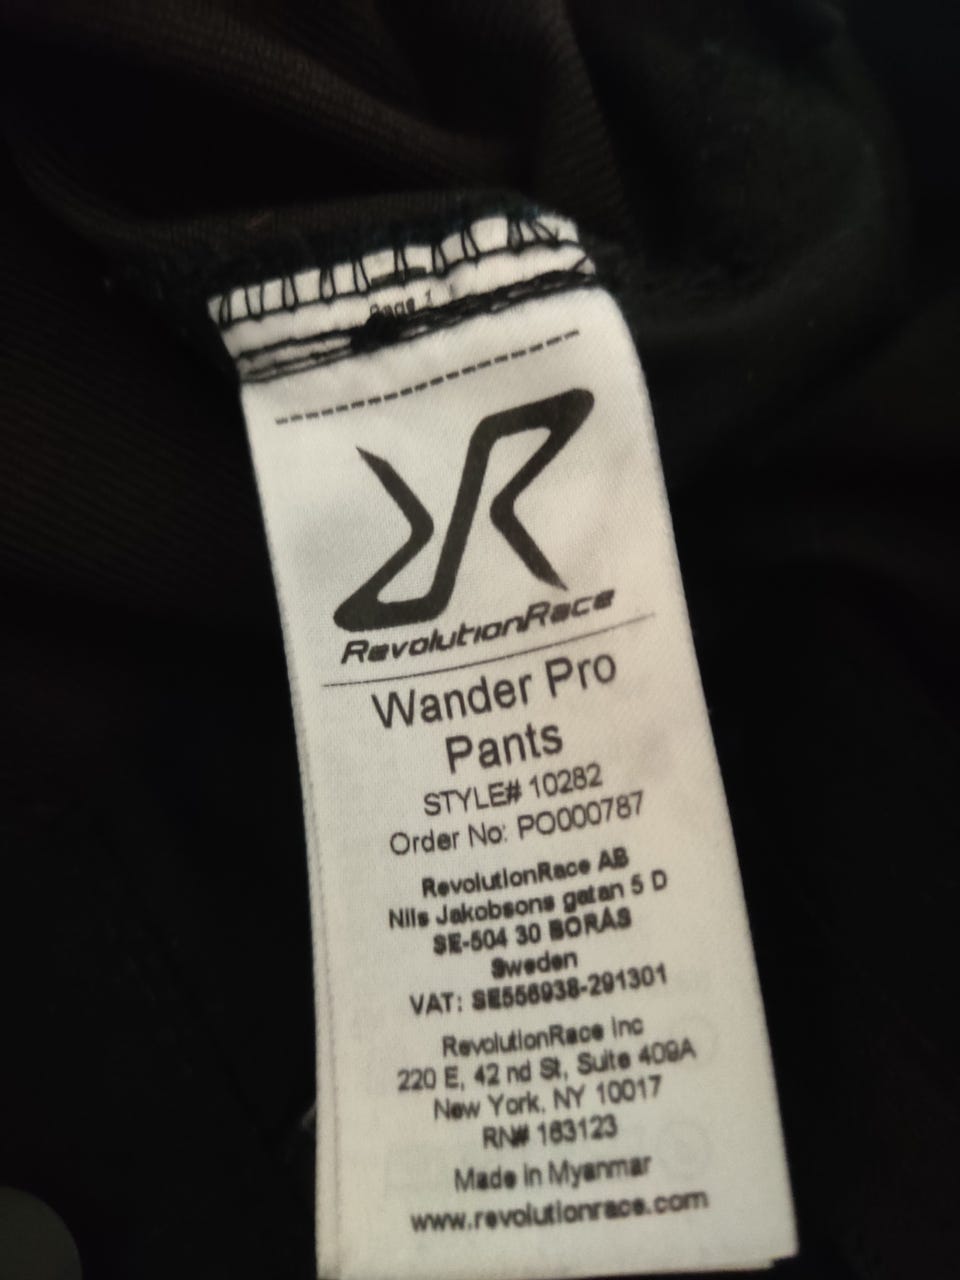 Page 1
RevolutionRace
Wander Pro
Pants
STYLE# 10282
Order No: PO000787
RevolutionRace AB
Nils Jakobsons gatan 5 D
SE-504 30 BORÅS
Sweden
VAT: SE556938-291301
RevolutionRace Inc
220 E, 42 nd St, Suite 409A
New York, NY 10017
RN# 163123
Made in Myanmar
www.revolutionrace.com